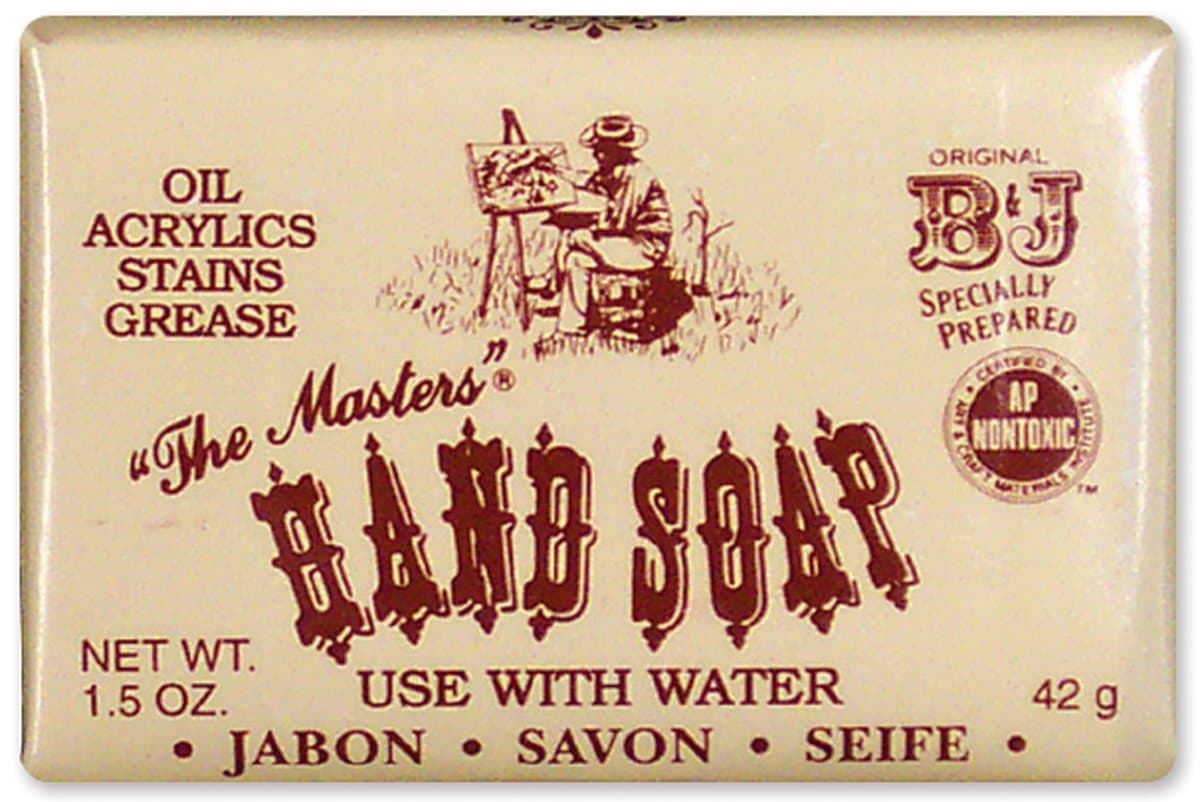 OIL
ACRYLICS
STAINS
GREASE
ORIGINAL
B&J
SPECIALLY
PREPARED
CERTIFIED BY
AP
NONTOXIC
ART & CRAFT MATERIALS INSTITUTE
TM
"The Masters"®
HAND SOAP
NET WT.
1.5 OZ.
USE WITH WATER
42 g
• JABON • SAVON • SEIFE •